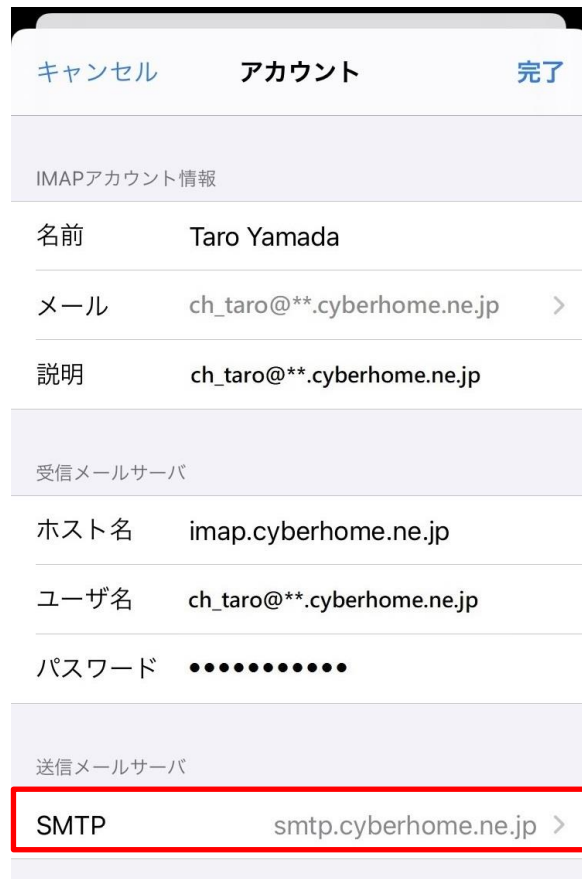 キャンセル アカウント 完了
IMAPアカウント情報
名前 Taro Yamada
メール ch_taro@**.cyberhome.ne.jp >
説明 ch_taro@**.cyberhome.ne.jp
受信メールサーバ
ホスト名 imap.cyberhome.ne.jp
ユーザ名 ch_taro@**.cyberhome.ne.jp
パスワード ●●●●●●●●●●●
送信メールサーバ
SMTP smtp.cyberhome.ne.jp >